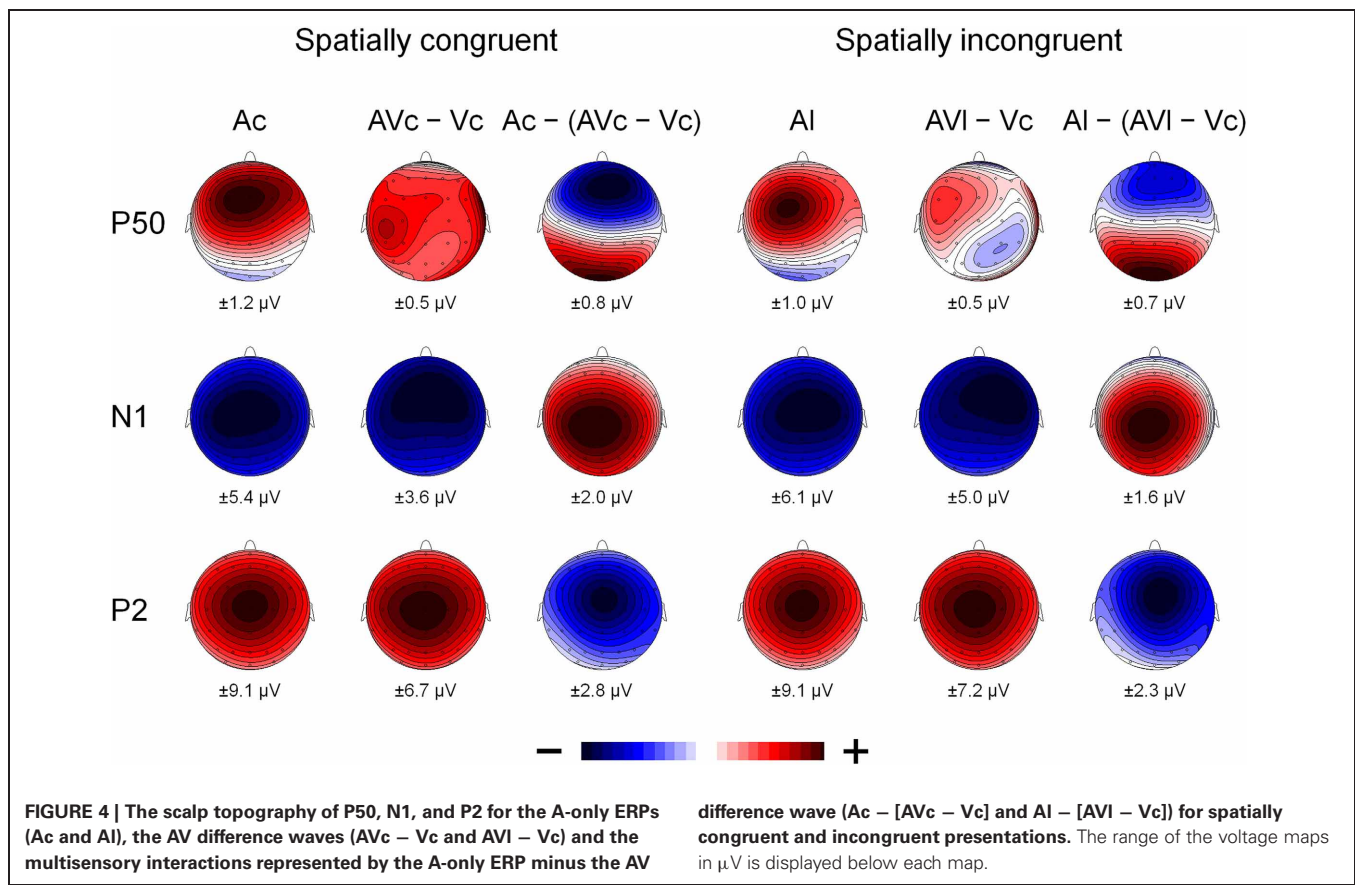 Spatially congruent Spatially incongruent
Ac AVc − Vc Ac − (AVc − Vc) AI AVI − Vc AI − (AVI − Vc)
P50
±1.2 µV ±0.5 µV ±0.8 µV ±1.0 µV ±0.5 µV ±0.7 µV
N1
±5.4 µV ±3.6 µV ±2.0 µV ±6.1 µV ±5.0 µV ±1.6 µV
P2
±9.1 µV ±6.7 µV ±2.8 µV ±9.1 µV ±7.2 µV ±2.3 µV
− +
FIGURE 4 | The scalp topography of P50, N1, and P2 for the A-only ERPs
(Ac and AI), the AV difference waves (AVc − Vc and AVI − Vc) and the
multisensory interactions represented by the A-only ERP minus the AV
difference wave (Ac − [AVc − Vc] and AI − [AVI − Vc]) for spatially
congruent and incongruent presentations. The range of the voltage maps
in µV is displayed below each map.